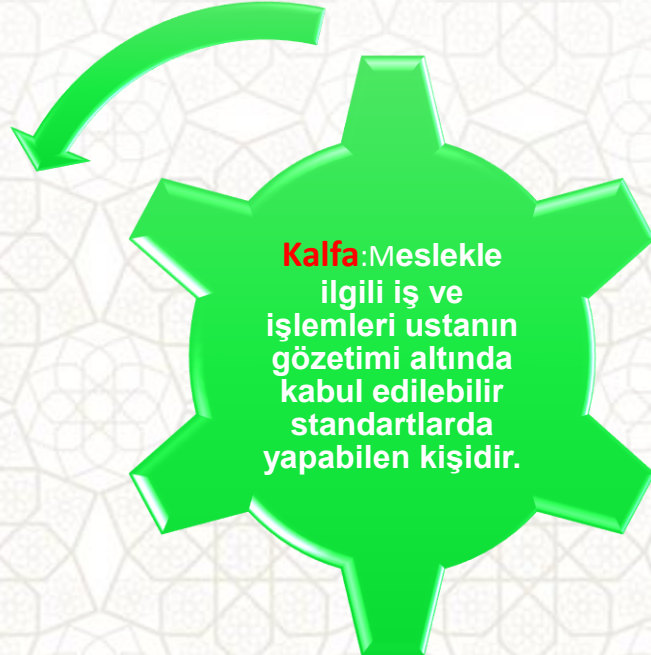 Kalfa:Meslekle
ilgili iş ve
işlemleri ustanın
gözetimi altında
kabul edilebilir
standartlarda
yapabilen kişidir.